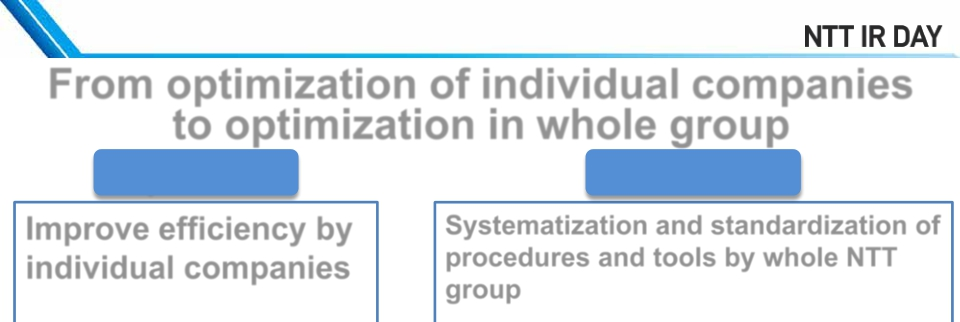 NTT IR DAY
From optimization of individual companies
to optimization in whole group
Improve efficiency by
individual companies
Systematization and standardization of
procedures and tools by whole NTT
group